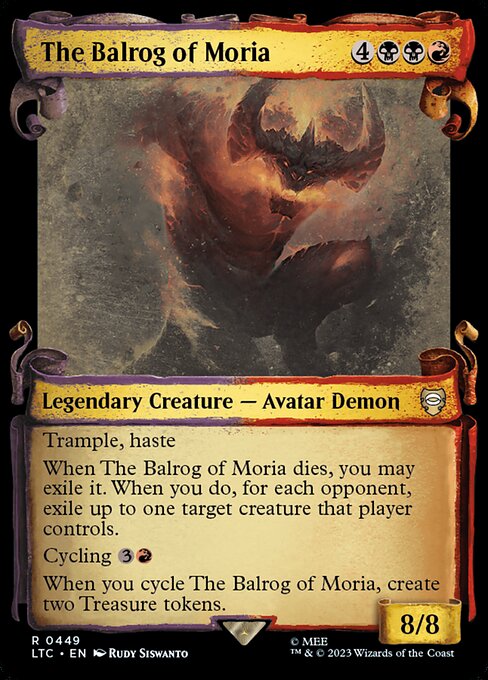 The Balrog of Moria 4
Legendary Creature — Avatar Demon
Trample, haste
When The Balrog of Moria dies, you may
exile it. When you do, for each opponent,
exile up to one target creature that player
controls.
Cycling 3
When you cycle The Balrog of Moria, create
two Treasure tokens.
8/8
R 0449
LTC • EN Rudy Siswanto
© MEE
™ & © 2023 Wizards of the Coast